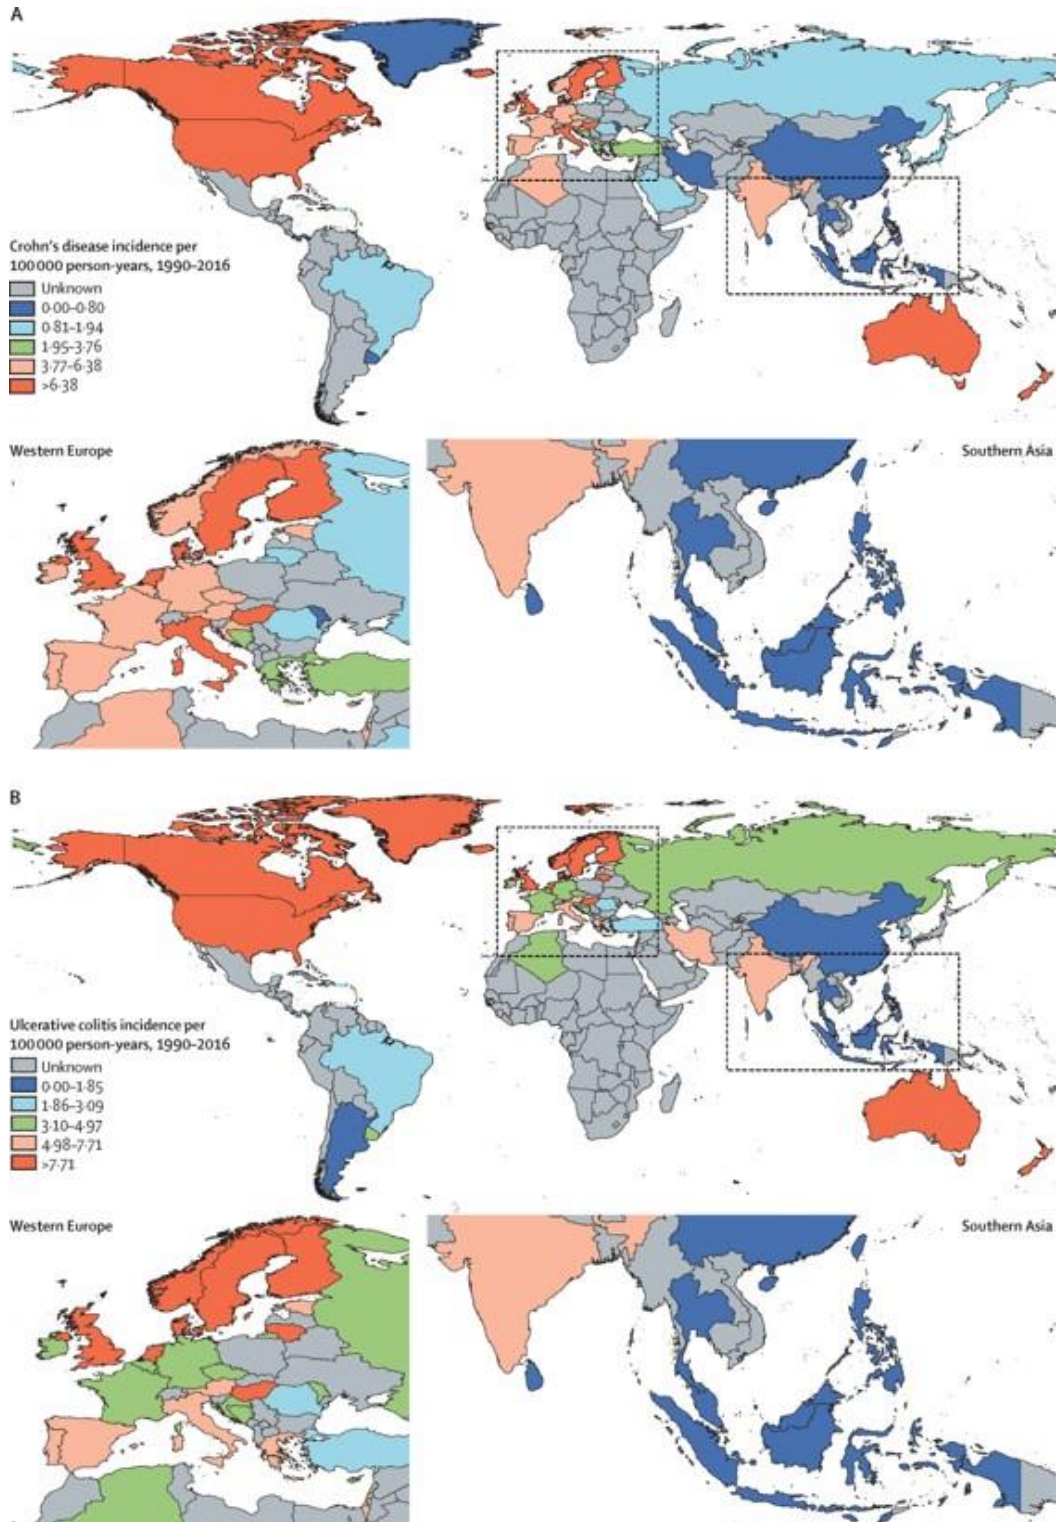 A
Crohn's disease incidence per
100 000 person-years, 1990–2016
Unknown
0·00–0·80
0·81–1·94
1·95–3·76
3·77–6·38
>6·38
Western Europe
Southern Asia
B
Ulcerative colitis incidence per
100 000 person-years, 1990–2016
Unknown
0·00–1·85
1·86–3·09
3·10–4·97
4·98–7·71
>7·71
Western Europe
Southern Asia